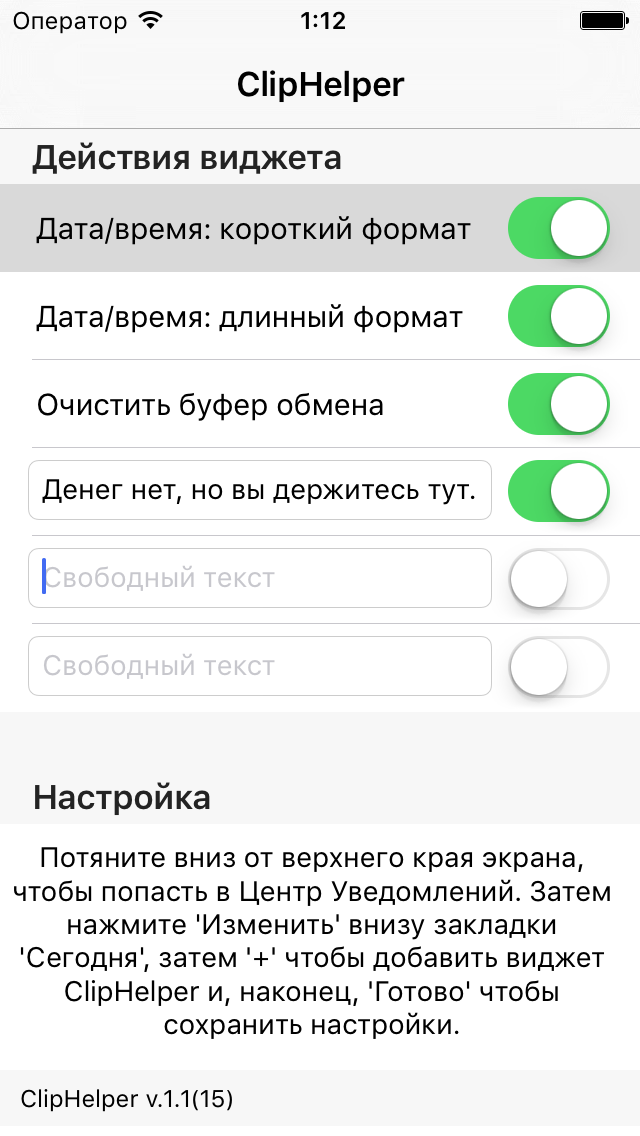 Оператор 1:12
ClipHelper
Действия виджета
Дата/время: короткий формат
Дата/время: длинный формат
Очистить буфер обмена
Денег нет, но вы держитесь тут.
Свободный текст
Свободный текст
Настройка
Потяните вниз от верхнего края экрана,
чтобы попасть в Центр Уведомлений. Затем
нажмите 'Изменить' внизу закладки
'Сегодня', затем '+' чтобы добавить виджет
ClipHelper и, наконец, 'Готово' чтобы
сохранить настройки.
ClipHelper v.1.1(15)